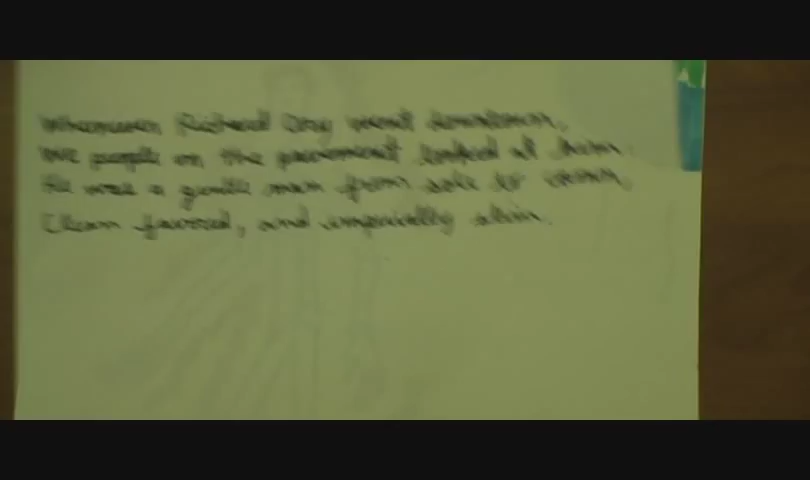 Whenever Richard Cory went downtown,
We people on the pavement looked at him.
He was a gentle man from sole to crown,
Clean favored, and imperially slim.